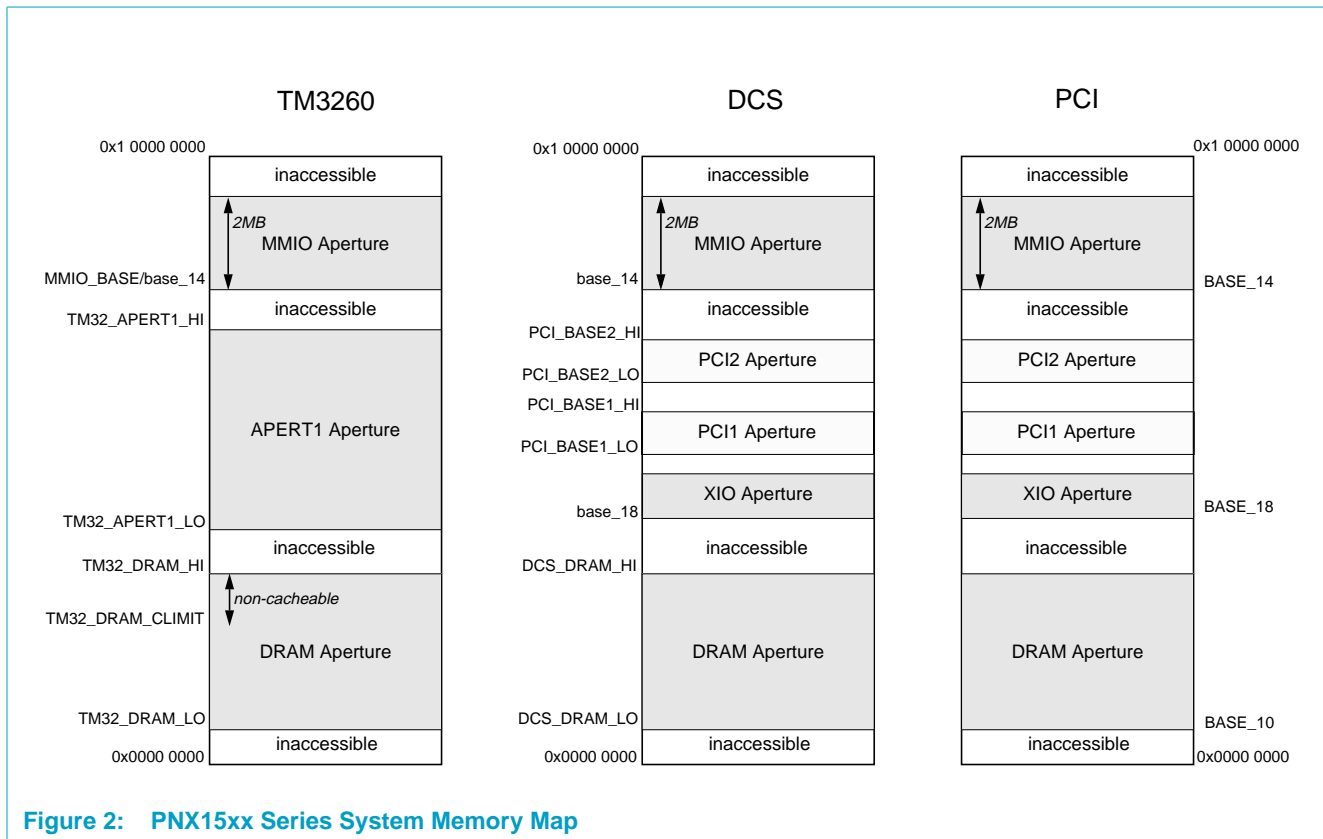 TM3260
DCS
PCI
0x1 0000 0000
0x1 0000 0000
0x1 0000 0000
inaccessible
2MB
MMIO Aperture
MMIO_BASE/base_14
inaccessible
TM32_APERT1_HI
APERT1 Aperture
TM32_APERT1_LO
inaccessible
TM32_DRAM_HI
non-cacheable
TM32_DRAM_CLIMIT
DRAM Aperture
TM32_DRAM_LO
inaccessible
0x0000 0000
inaccessible
2MB
MMIO Aperture
base_14
inaccessible
PCI_BASE2_HI
PCI2 Aperture
PCI_BASE2_LO
PCI_BASE1_HI
PCI1 Aperture
PCI_BASE1_LO
XIO Aperture
base_18
inaccessible
DCS_DRAM_HI
DRAM Aperture
DCS_DRAM_LO
inaccessible
0x0000 0000
inaccessible
2MB
MMIO Aperture
BASE_14
inaccessible
PCI2 Aperture
PCI1 Aperture
XIO Aperture
BASE_18
inaccessible
DRAM Aperture
BASE_10
inaccessible
0x0000 0000
Figure 2: PNX15xx Series System Memory Map